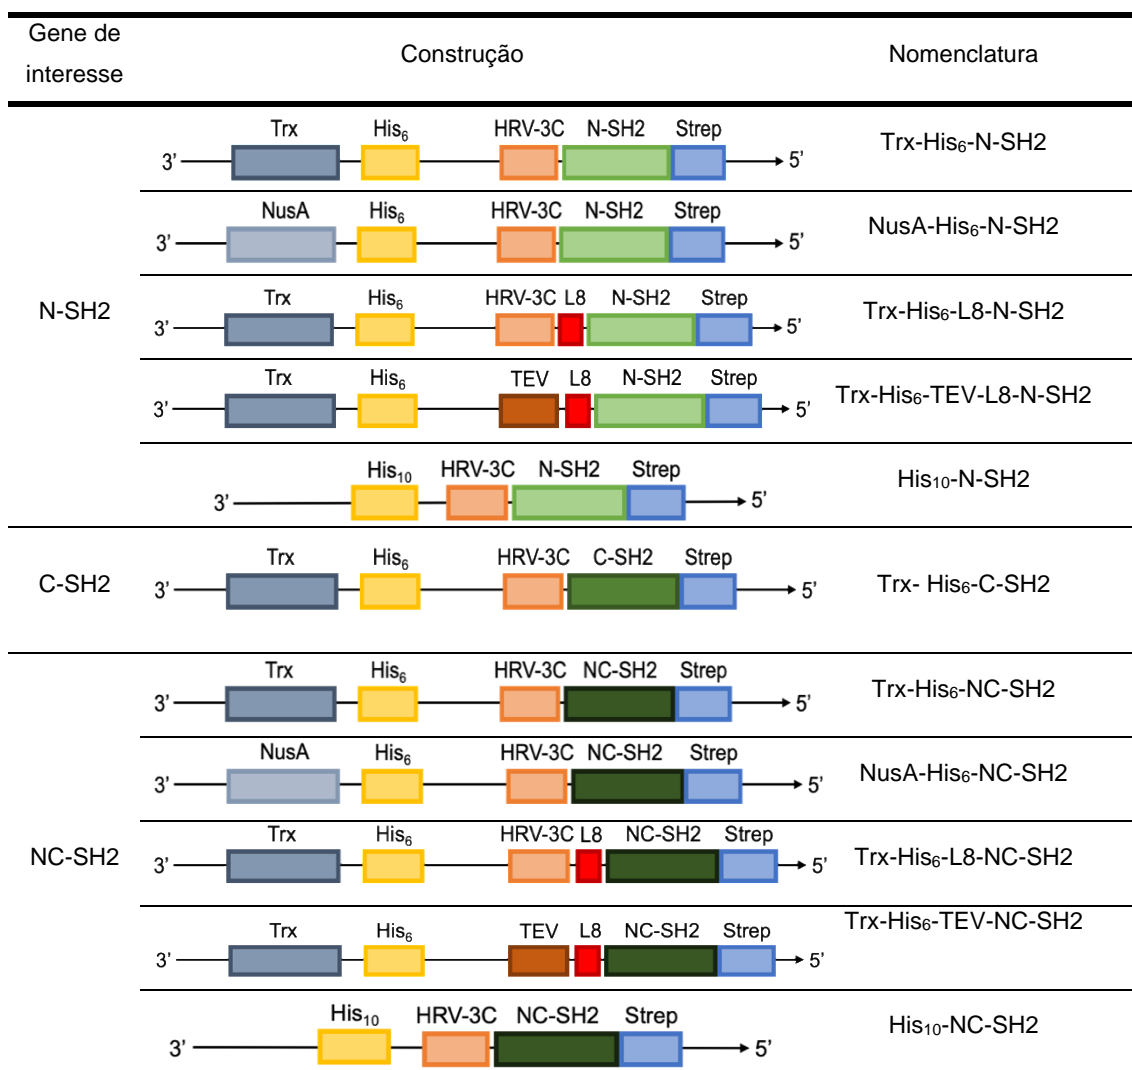 Gene de
interesse
Construção
Nomenclatura
N-SH2
Trx His₆ HRV-3C N-SH2 Strep
3' 5'
Trx-His₆-N-SH2
NusA His₆ HRV-3C N-SH2 Strep
3' 5'
NusA-His₆-N-SH2
Trx His₆ HRV-3C L8 N-SH2 Strep
3' 5'
Trx-His₆-L8-N-SH2
Trx His₆ TEV L8 N-SH2 Strep
3' 5'
Trx-His₆-TEV-L8-N-SH2
His₁₀ HRV-3C N-SH2 Strep
3' 5'
His₁₀-N-SH2
C-SH2
Trx His₆ HRV-3C C-SH2 Strep
3' 5'
Trx- His₆-C-SH2
NC-SH2
Trx His₆ HRV-3C NC-SH2 Strep
3' 5'
Trx-His₆-NC-SH2
NusA His₆ HRV-3C NC-SH2 Strep
3' 5'
NusA-His₆-NC-SH2
Trx His₆ HRV-3C L8 NC-SH2 Strep
3' 5'
Trx-His₆-L8-NC-SH2
Trx His₆ TEV L8 NC-SH2 Strep
3' 5'
Trx-His₆-TEV-NC-SH2
His₁₀ HRV-3C NC-SH2 Strep
3' 5'
His₁₀-NC-SH2